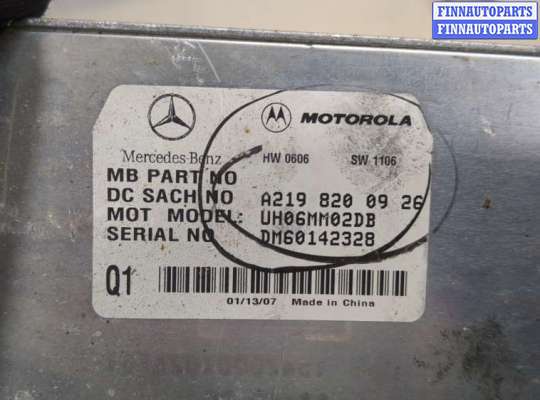 FINNAUTOPARTS
FINNAUTOPARTS
FINNAUTOPARTS
Mercedes-Benz
MOTOROLA
HW 0606 SW 1106
MB PART NO
DC SACH NO A219 820 09 26
MOT MODEL: UH06MM02DB
SERIAL NO DM60142328
Q1
01/13/07 Made in China